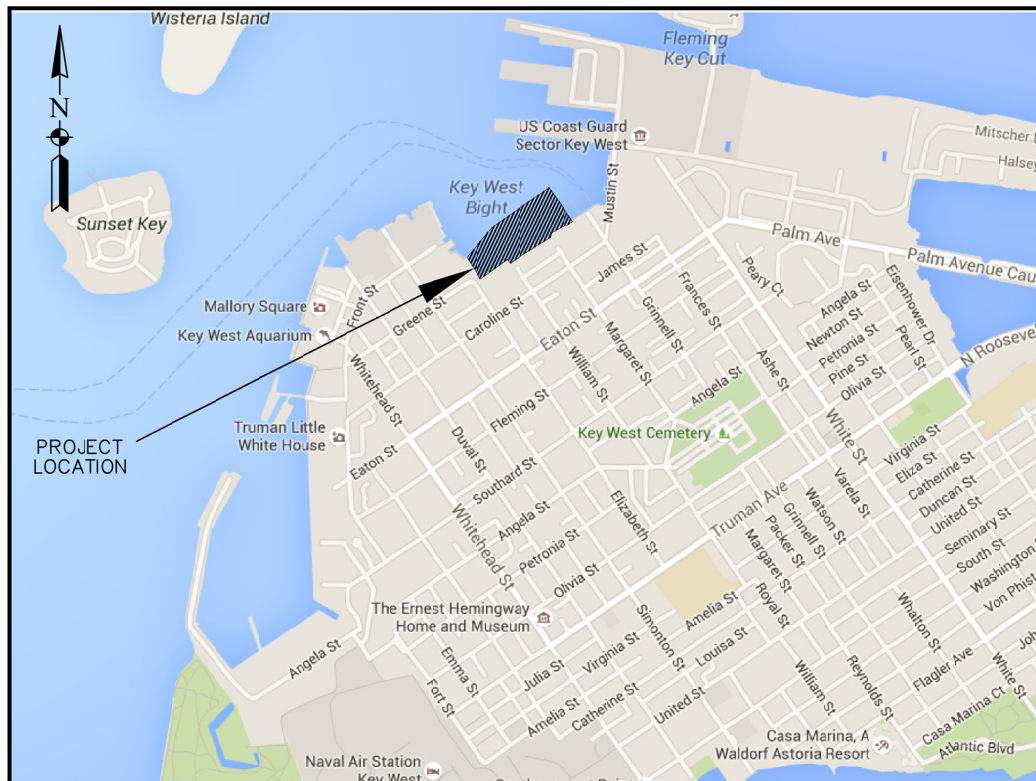 Wisteria Island
Fleming
Key Cut
N
US Coast Guard
Sector Key West
Mustin St
Mitscher
Halsey
Key West
Bight
Sunset Key
Palm Ave
Palm Avenue Cau
James St
Peary Ct
Frances St
Grinnell St
Eisenhower Dr
Angela St
Newton St
Pearl St
Petronia St
Pine St
Olivia St
N Roosevel
Mallory Square
Front St
Greene St
Caroline St
Key West Aquarium
Eaton St
Margaret St
William St
Ashe St
Angela St
Whitehead St
Fleming St
Truman Little
White House
PROJECT
LOCATION
Duval St
Key West Cemetery
White St
Virginia St
Eliza St
Catherine St
Duncan St
United St
Seminary St
South St
Washington
Von Phist
Eaton St
Southard St
Elizabeth St
Truman Ave
Varela St
Watson St
Grinnell St
Packer St
Margaret St
Whitehead St
Angela St
Petronia St
Olivia St
The Ernest Hemingway
Home and Museum
Amelia St
Royal St
Whalton St
Simonton St
Louisa St
Angela St
Emma St
Fort St
Julia St
Virginia St
Amelia St
Catherine St
United St
William St
Reynolds St
Flagler Ave
White St
Joh
Casa Marina Ct
Casa Marina, A
Waldorf Astoria Resort
Atlantic Blvd
Naval Air Station
Key West